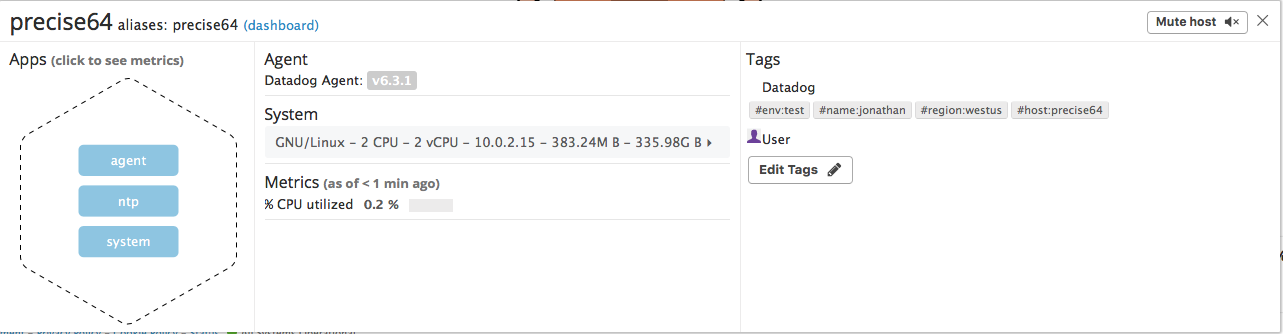 precise64 aliases: precise64 (dashboard)
Mute host
Apps (click to see metrics)
agent
ntp
system
Agent
Datadog Agent: v6.3.1
System
GNU/Linux – 2 CPU – 2 vCPU – 10.0.2.15 – 383.24M B – 335.98G B
Metrics (as of < 1 min ago)
% CPU utilized 0.2 %
Tags
Datadog
#env:test #name:jonathan #region:westus #host:precise64
User
Edit Tags